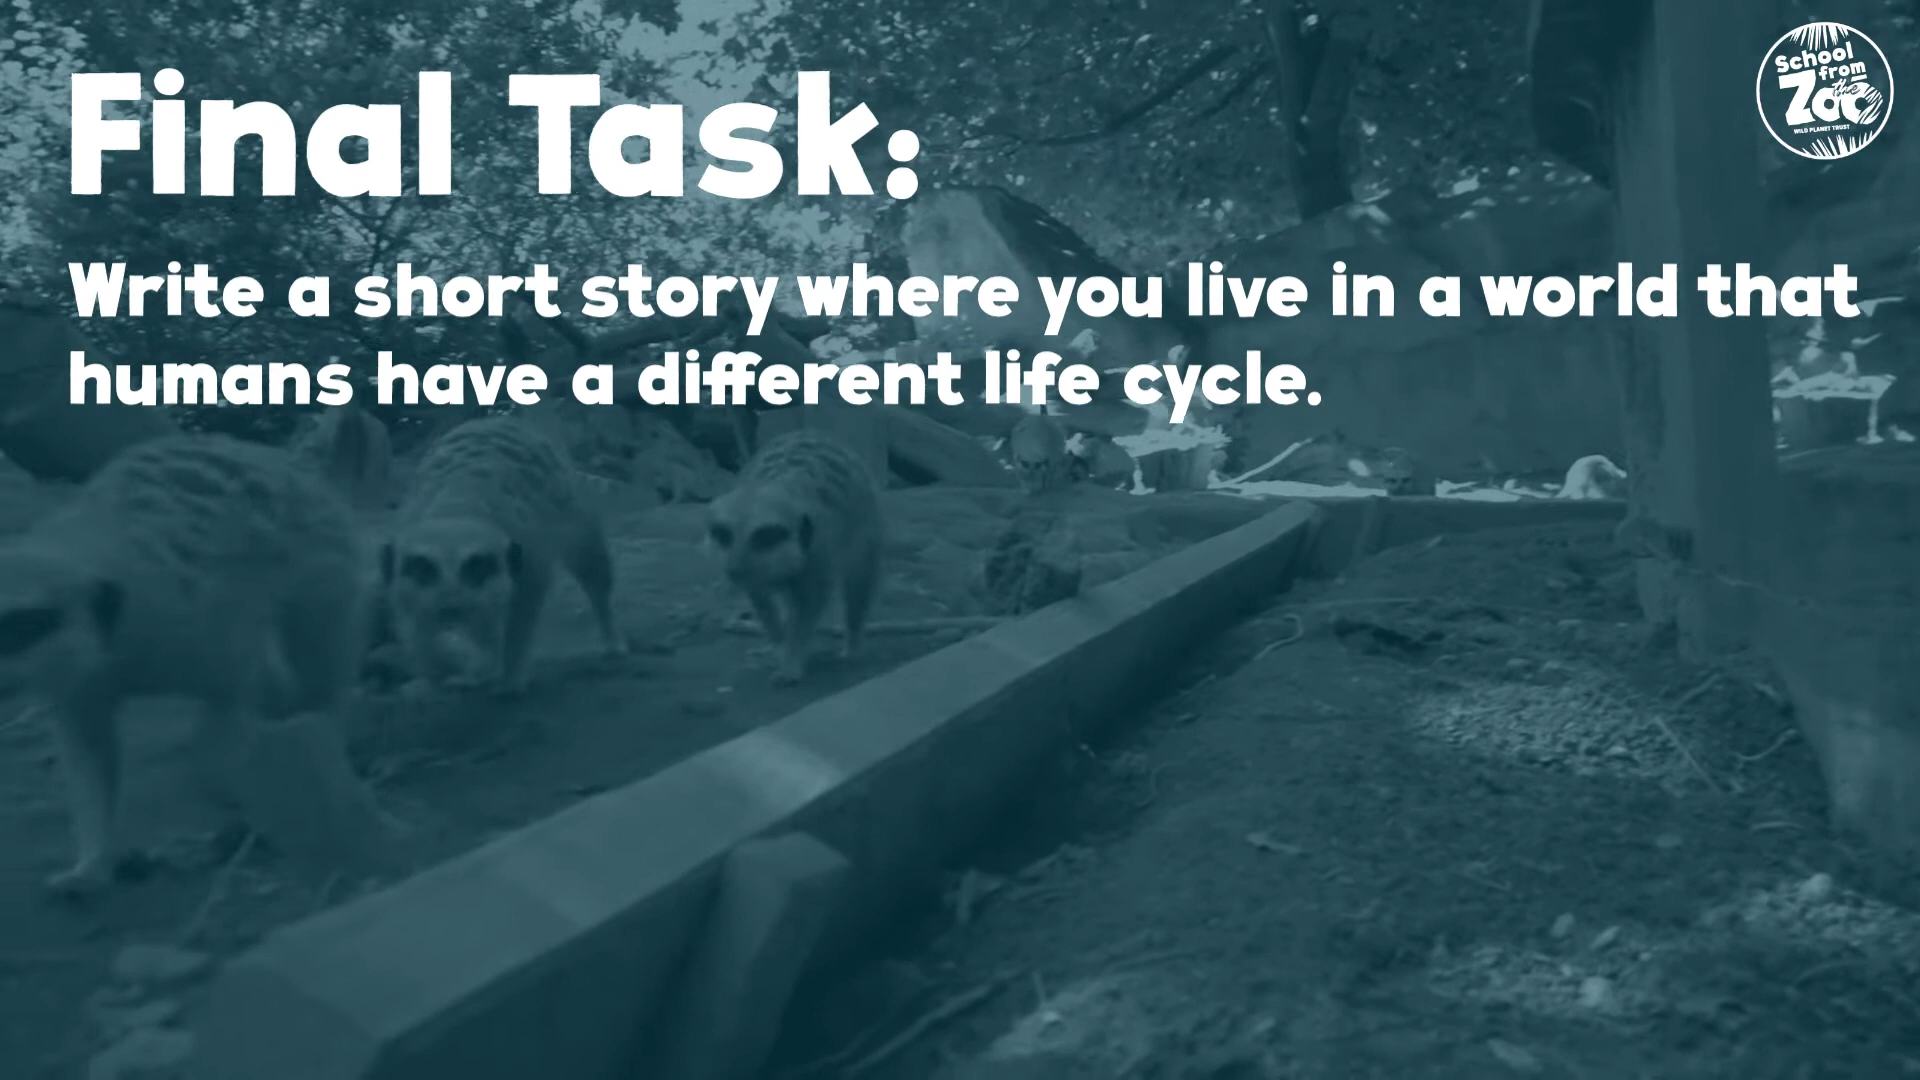 Final Task:
School
from
the
Zoo
WILD PLANET TRUST
Write a short story where you live in a world that
humans have a different life cycle.